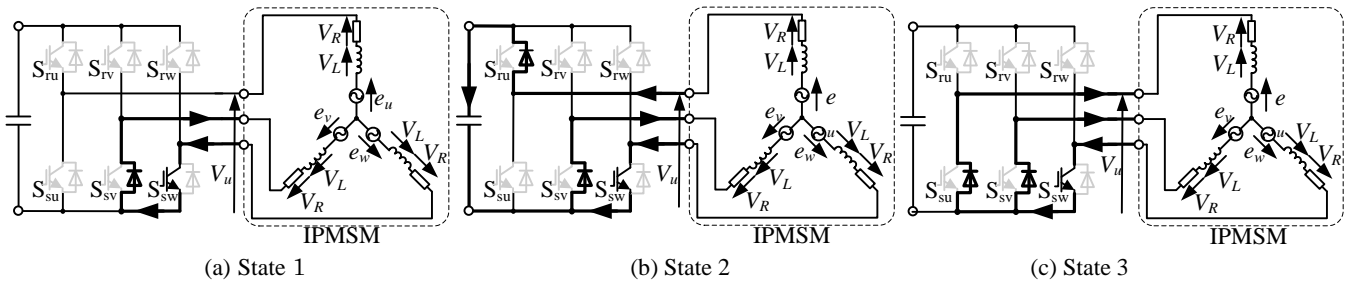 S_ru S_rv S_rw V_R V_L e_u e_v e_w V_L V_R V_L V_R S_su S_sv S_sw V_u
IPMSM
(a) State 1
S_ru S_rv S_rw V_R V_L e e_v e_w u V_L V_R V_L V_R S_su S_sv S_sw V_u
IPMSM
(b) State 2
S_ru S_rv S_rw V_R V_L e e_v e_w u V_L V_R V_L V_R S_su S_sv S_sw V_u
IPMSM
(c) State 3